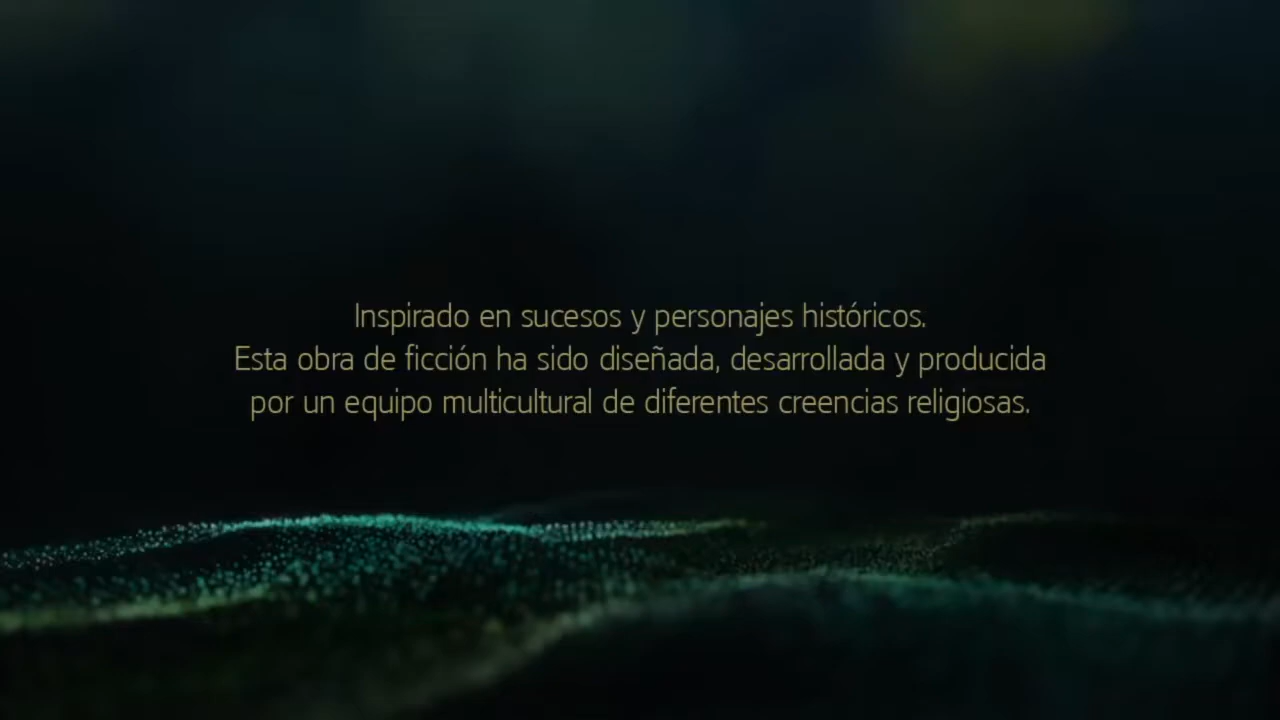 Inspirado en sucesos y personajes históricos.
Esta obra de ficción ha sido diseñada, desarrollada y producida
por un equipo multicultural de diferentes creencias religiosas.